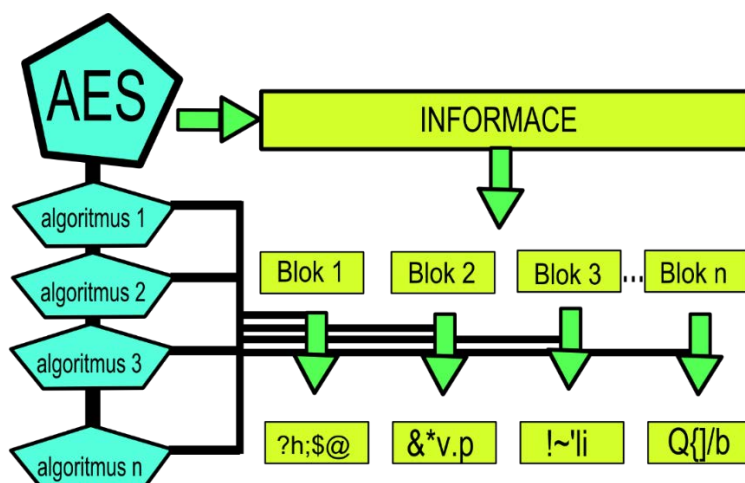 AES
INFORMACE
algoritmus 1
algoritmus 2
algoritmus 3
algoritmus n
Blok 1
Blok 2
Blok 3
...
Blok n
?h;$@
&*v.p
!~'li
Q{]/b